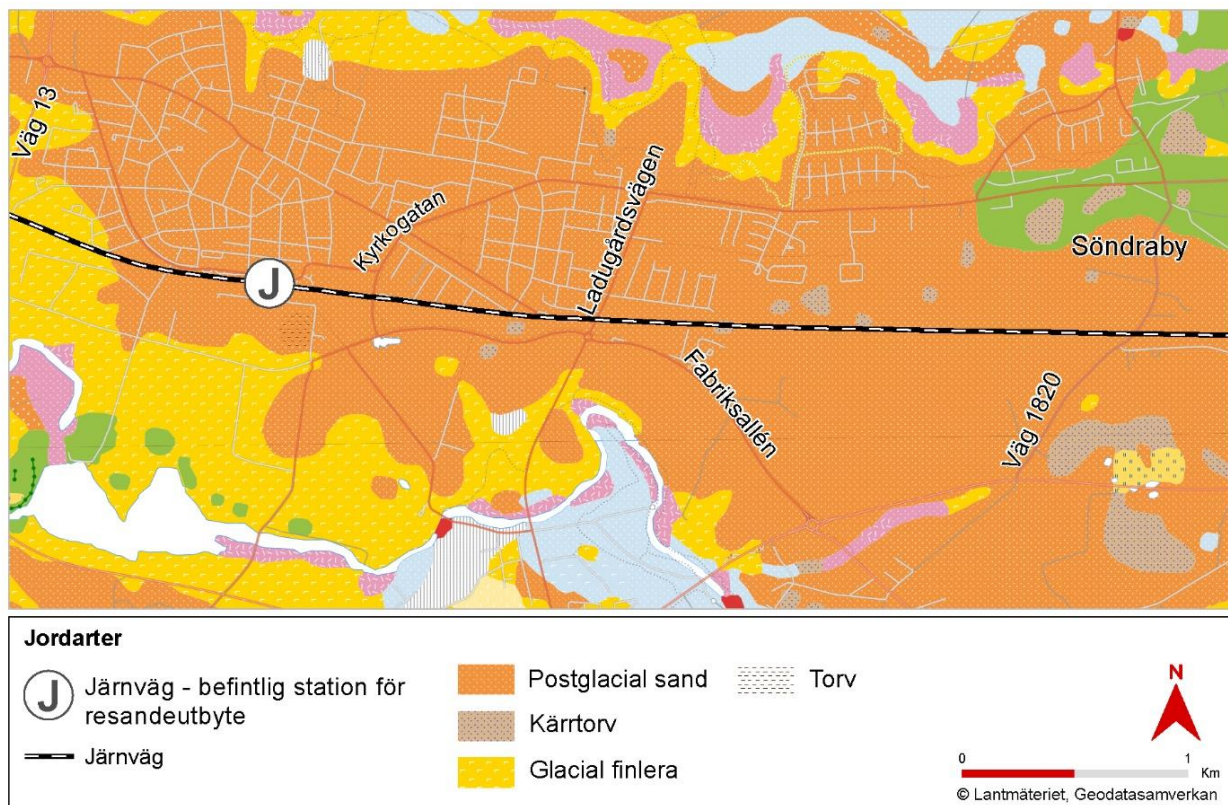 Väg 13
Kyrkogatan
Ladugårdsvägen
Söndraby
Fabriksallén
Väg 1820
J
Jordarter
J Järnväg - befintlig station för
resandeutbyte
Järnväg
Postglacial sand
Kärrtorv
Glacial finlera
Torv
N
0 1
Km
© Lantmäteriet, Geodatasamverkan